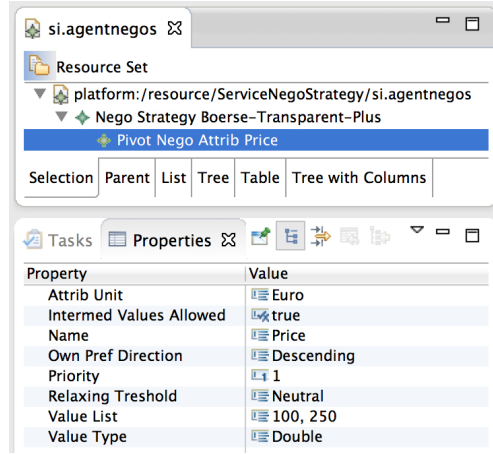 si.agentnegos
Resource Set
platform:/resource/ServiceNegoStrategy/si.agentnegos
Nego Strategy Boerse-Transparent-Plus
Pivot Nego Attrib Price
Selection Parent List Tree Table Tree with Columns
Tasks Properties
Property Value
Attrib Unit Euro
Intermed Values Allowed true
Name Price
Own Pref Direction Descending
Priority 1
Relaxing Treshold Neutral
Value List 100, 250
Value Type Double